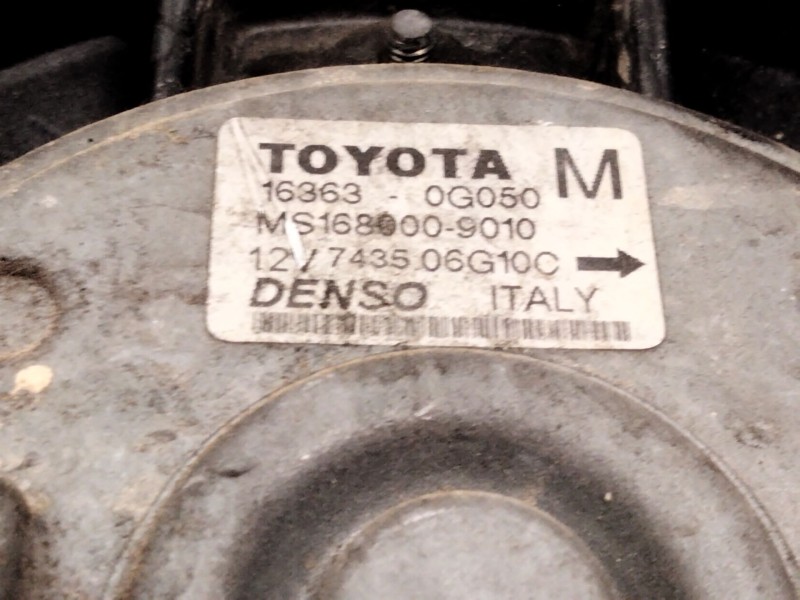 TOYOTA M
16363 - 0G050
MS168000-9010
12V 7435 06G10C
DENSO ITALY